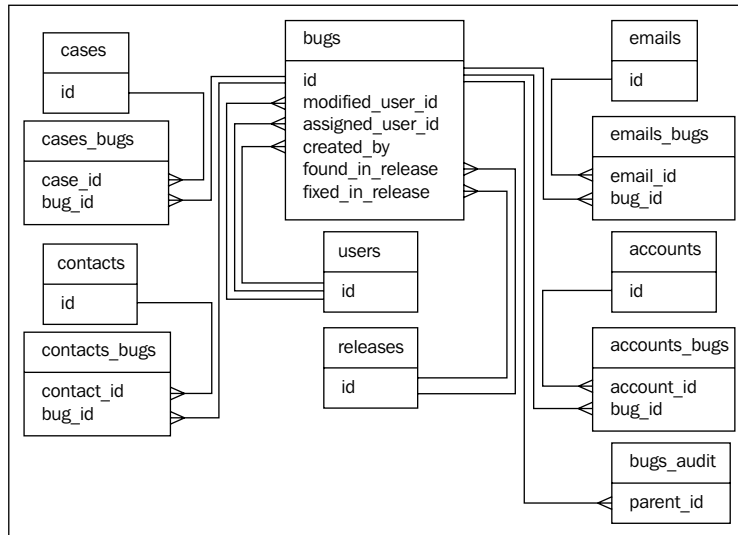 cases
id
cases_bugs
case_id
bug_id
contacts
id
contacts_bugs
contact_id
bug_id
bugs
id
modified_user_id
assigned_user_id
created_by
found_in_release
fixed_in_release
users
id
releases
id
emails
id
emails_bugs
email_id
bug_id
accounts
id
accounts_bugs
account_id
bug_id
bugs_audit
parent_id